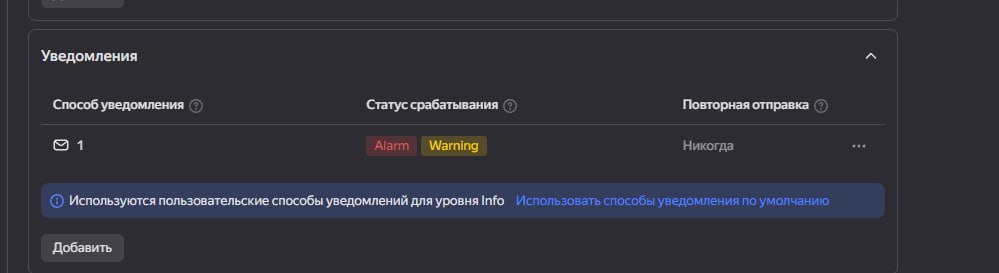 Уведомления
Способ уведомления ? Статус срабатывания ? Повторная отправка ?
1 Alarm Warning Никогда ...
Используются пользовательские способы уведомлений для уровня Info Использовать способы уведомления по умолчанию
Добавить